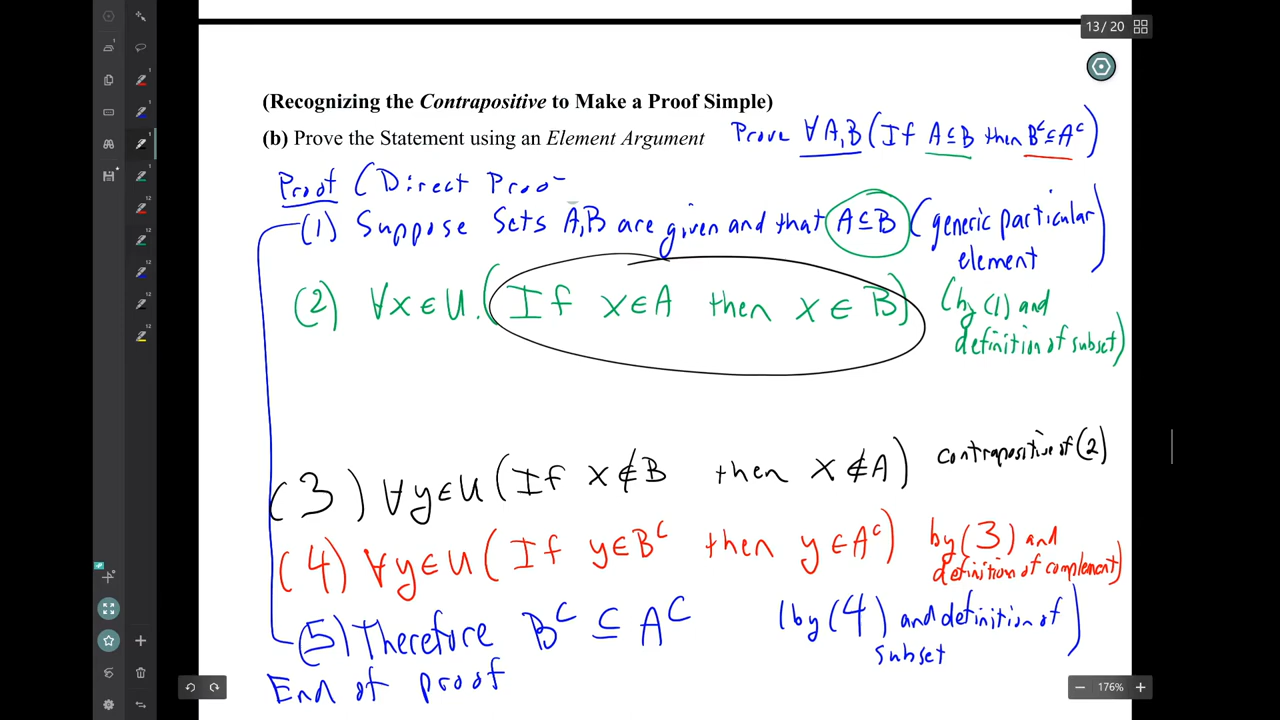 13/20
(Recognizing the Contrapositive to Make a Proof Simple)
(b) Prove the Statement using an Element Argument Prove ∀A,B (If A⊆B then Bᶜ⊆Aᶜ)
Proof (Direct Proof
(1) Suppose Sets A,B are given and that A⊆B (generic particular
element)
(2) ∀x∈U.(If x∈A then x∈B) (by (1) and
definition of subset)
(3) ∀y∈U (If x∉B then x∉A) contrapositive of (2)
(4) ∀y∈U (If y∈Bᶜ then y∈Aᶜ) by (3) and
definition of complement)
(5) Therefore Bᶜ ⊆ Aᶜ (by (4) and definition of
subset)
End of proof
176%